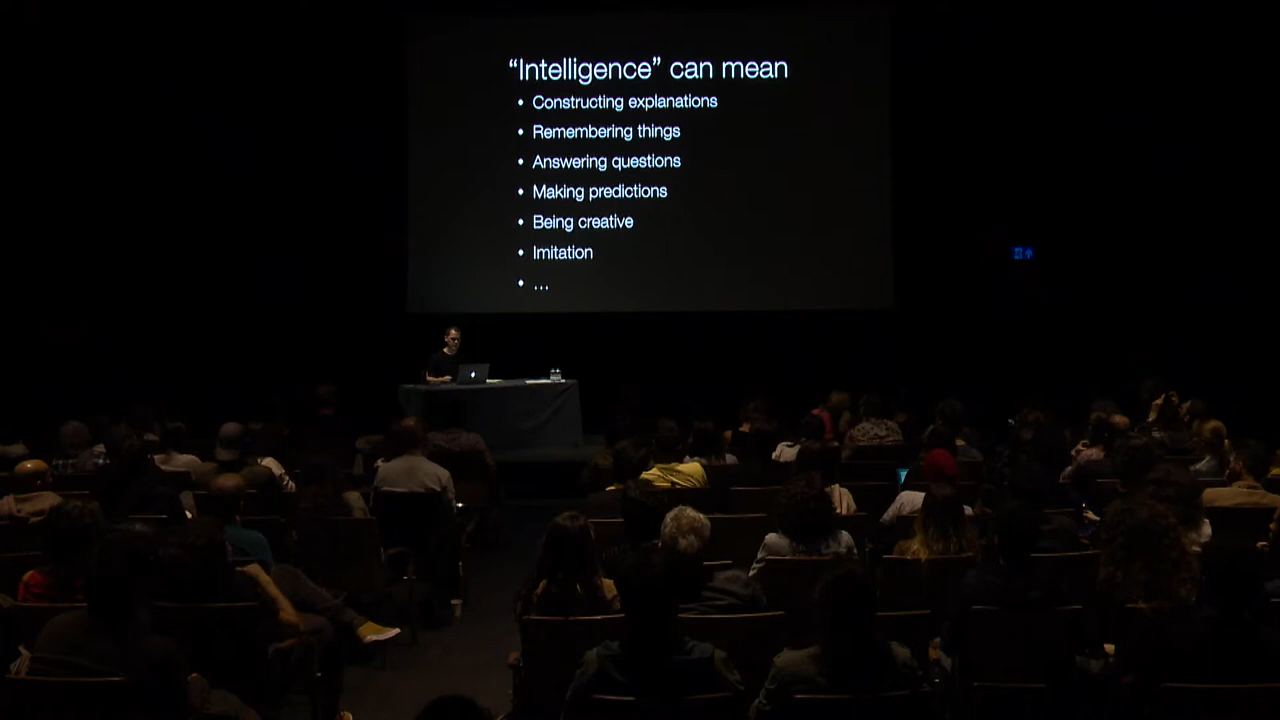 “Intelligence” can mean
• Constructing explanations
• Remembering things
• Answering questions
• Making predictions
• Being creative
• Imitation
• …